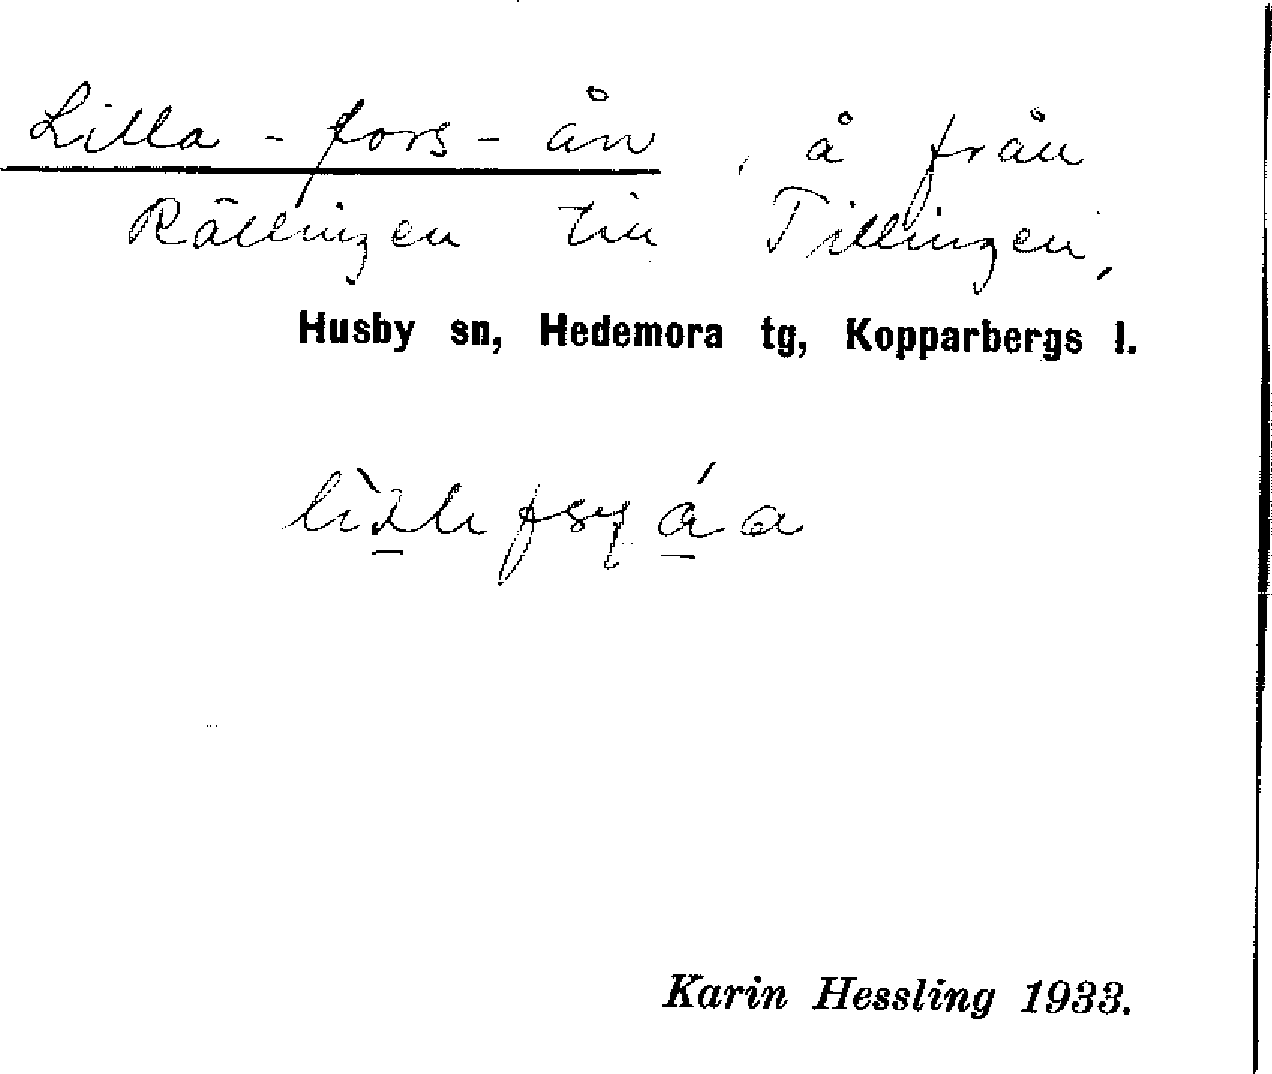 Lilla - fors - ån, å från
Rällingen till Tillingen,
Husby sn, Hedemora tg, Kopparbergs l.
Karin Hessling 1933.